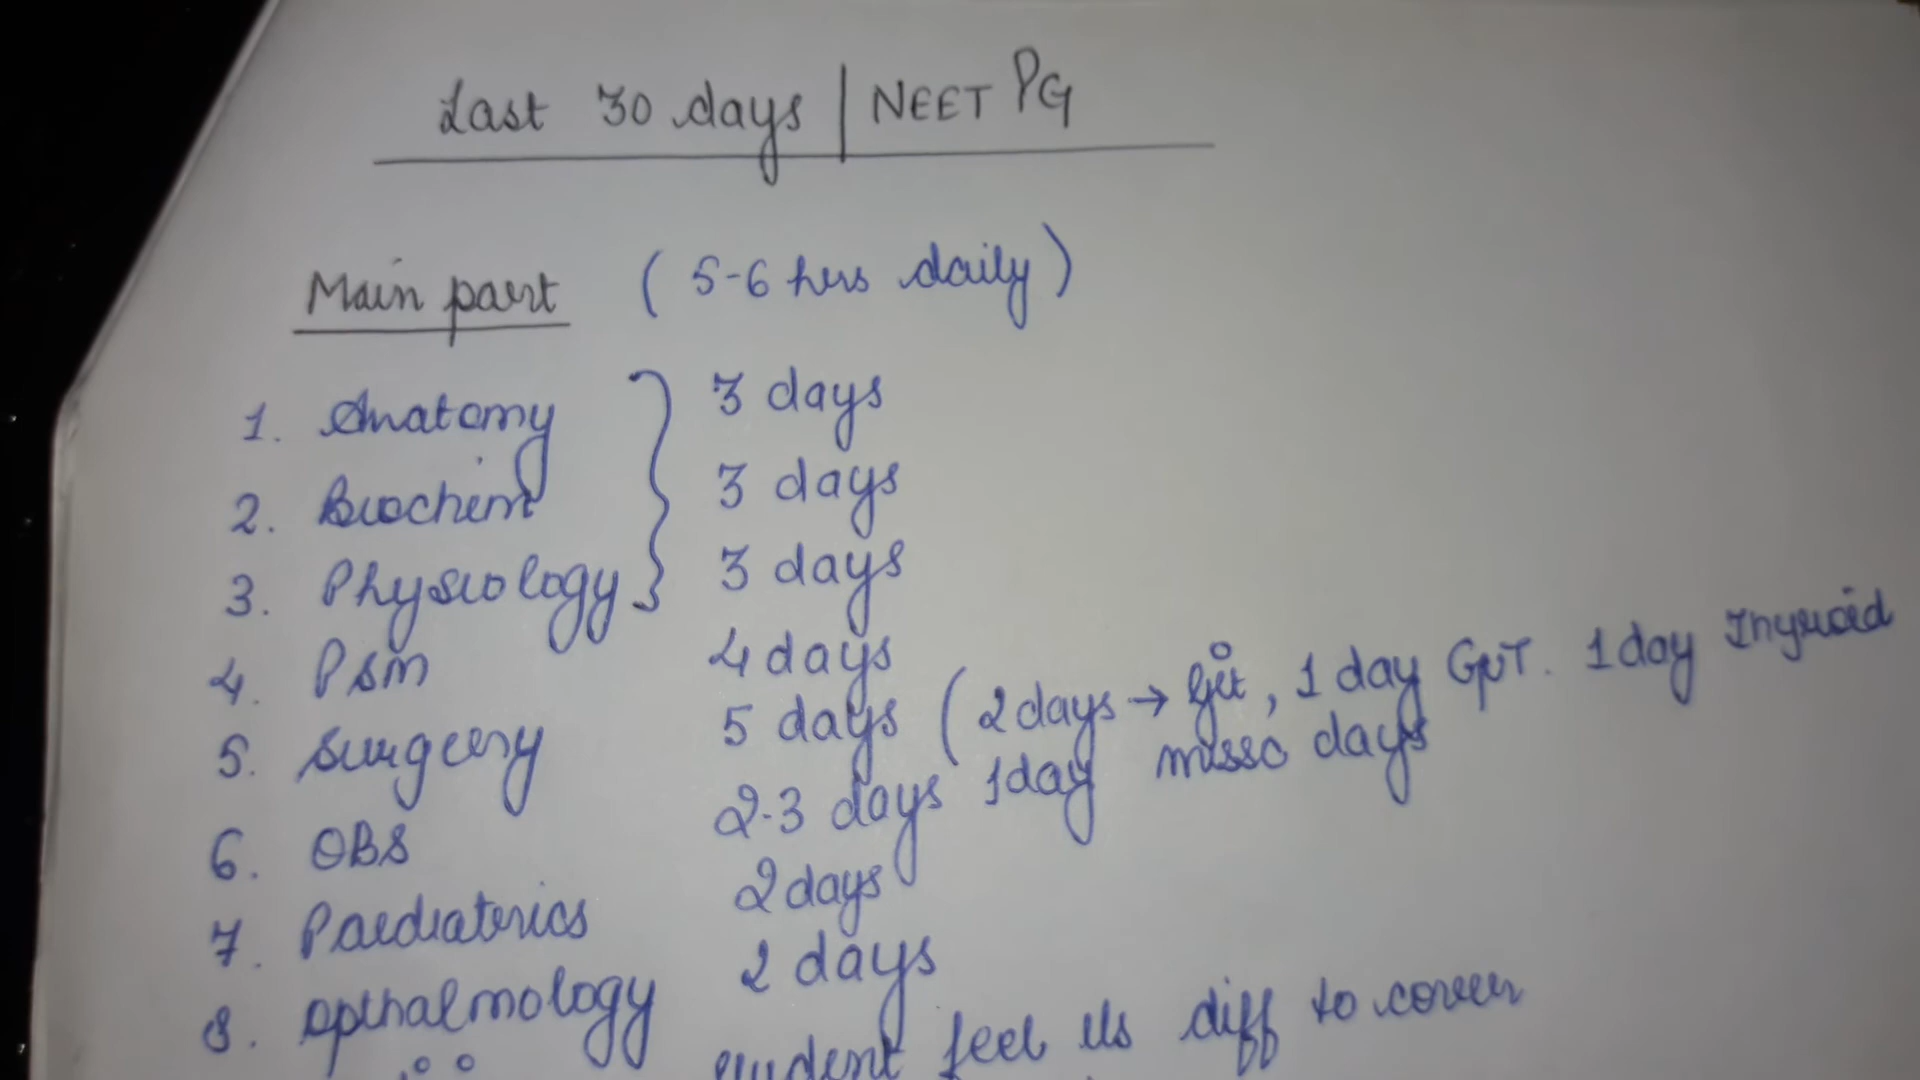 Last 30 days | NEET PG
Main part (5-6 hrs daily)
1. Anatomy } 3 days
2. Biochem 3 days
3. Physiology 3 days
4. PSM 4 days
5. Surgery 5 days (2 days → Git, 1 day GUT. 1 day Thyroid
1 day missc days
6. OBS 2-3 days
7. Paediaterics 2 days
8. Opthalmology 2 days
student feel its diff to cover